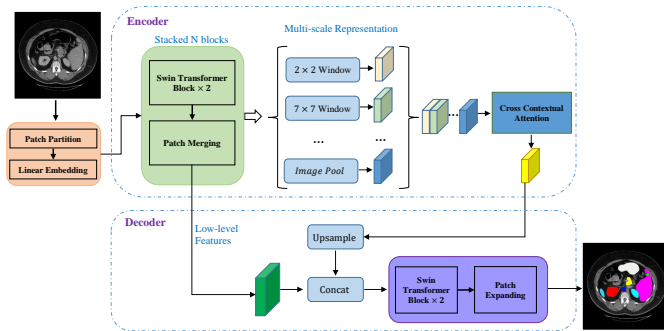 Encoder
Stacked N blocks
Multi-scale Representation
Swin Transformer
Block × 2
Patch Merging
2 × 2 Window
7 × 7 Window
...
...
Image Pool
...
Cross Contextual
Attention
Patch Partition
Linear Embedding
Decoder
Low-level
Features
Upsample
Concat
Swin
Transformer
Block × 2
Patch
Expanding